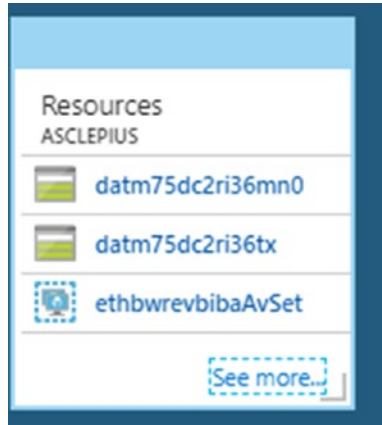 Resources
ASCLEPIUS
datm75dc2ri36mn0
datm75dc2ri36tx
ethbwrevbibaAvSet
See more...